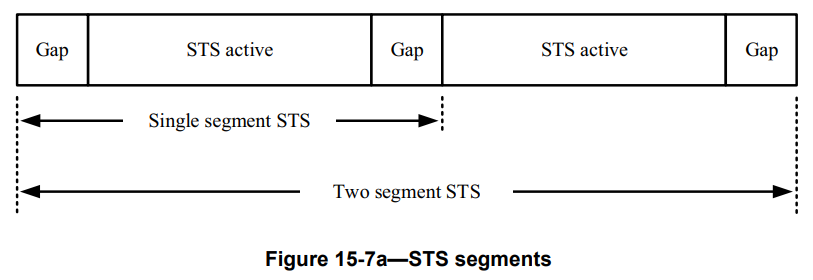 Gap STS active Gap STS active Gap
Single segment STS
Two segment STS
Figure 15-7a—STS segments